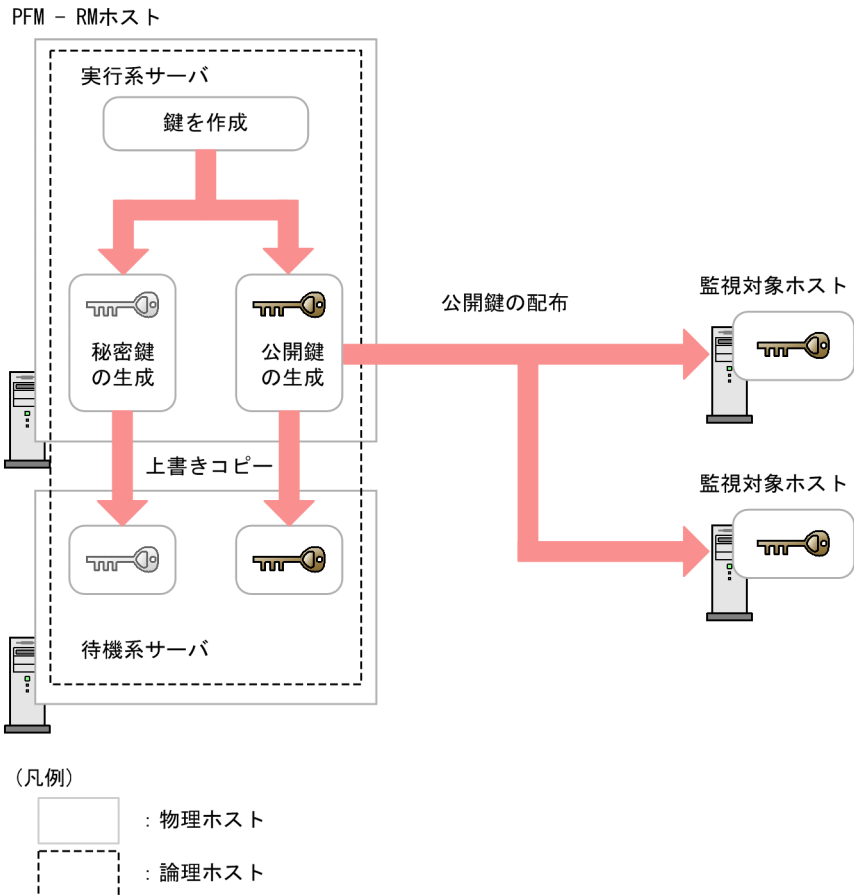 PFM - RMホスト
実行系サーバ
鍵を作成
秘密鍵
の生成
公開鍵
の生成
公開鍵の配布
監視対象ホスト
上書きコピー
監視対象ホスト
待機系サーバ
(凡例)
：物理ホスト
：論理ホスト